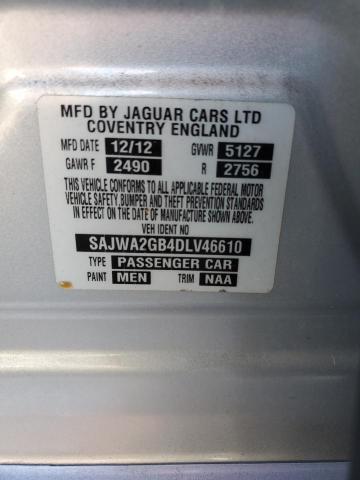 MFD BY JAGUAR CARS LTD
COVENTRY ENGLAND
MFD DATE 12/12 GVWR 5127
GAWR F 2490 R 2756
THIS VEHICLE CONFORMS TO ALL APPLICABLE FEDERAL MOTOR
VEHICLE SAFETY, BUMPER AND THEFT PREVENTION STANDARDS
IN EFFECT ON THE DATE OF MANUFACTURE SHOWN ABOVE.
VEH IDENT NO
SAJWA2GB4DLV46610
TYPE PASSENGER CAR
PAINT MEN TRIM NAA